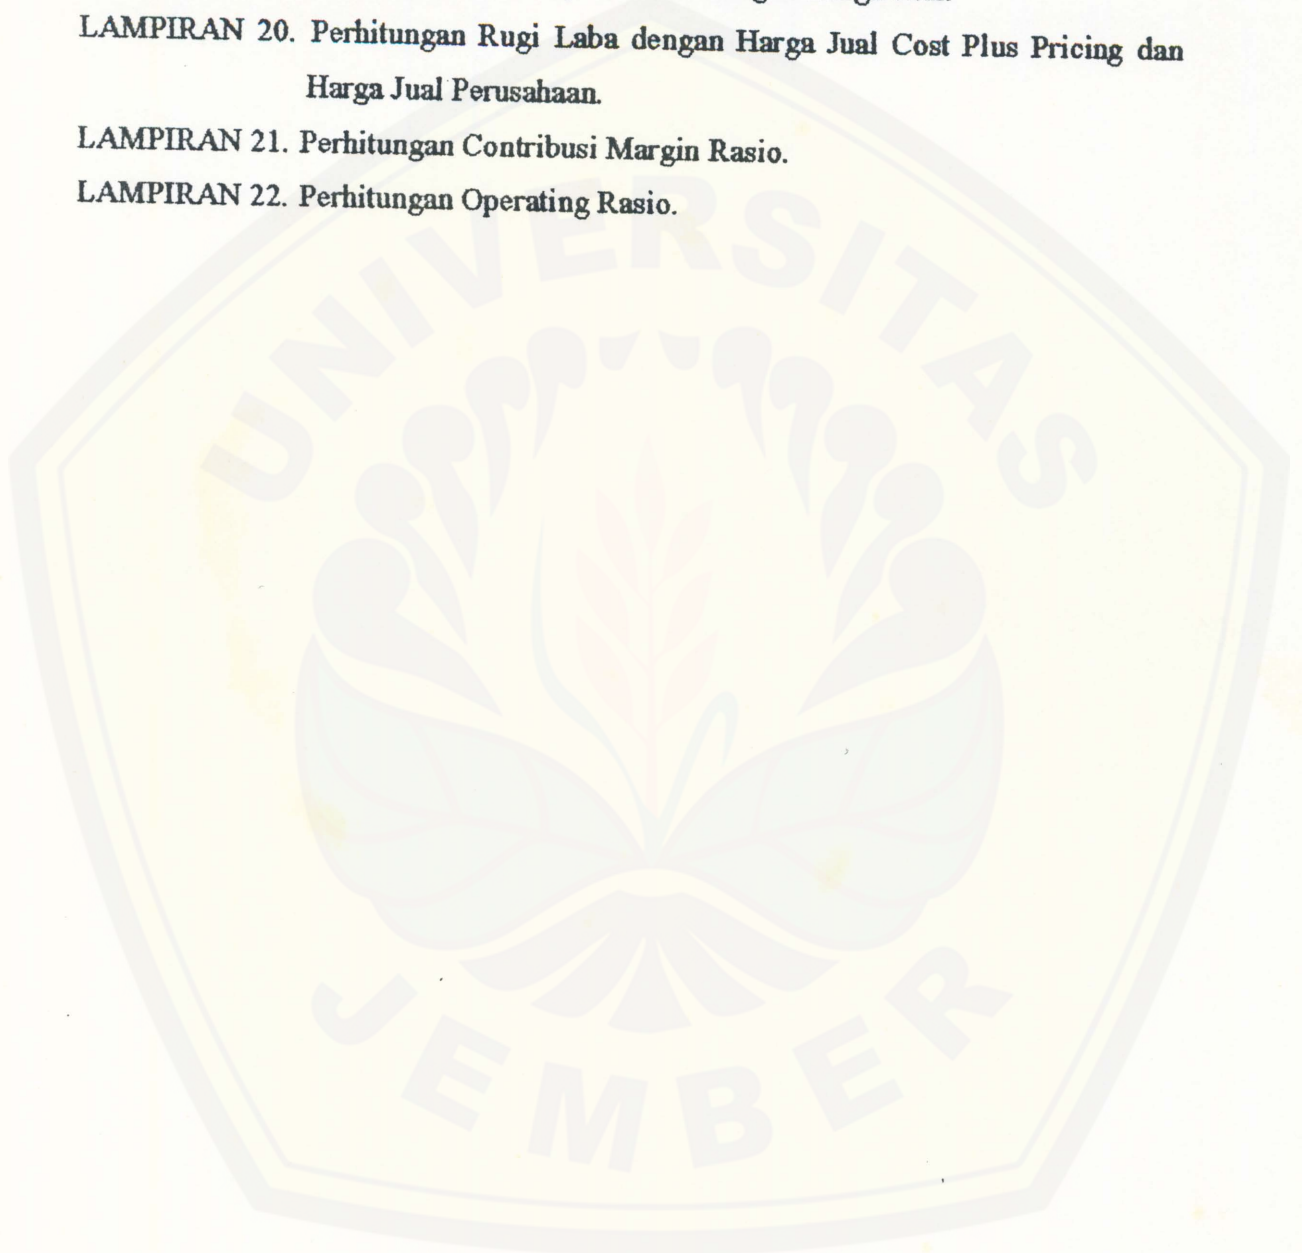 LAMPIRAN 20. Perhitungan Rugi Laba dengan Harga Jual Cost Plus Pricing dan
Harga Jual Perusahaan.
LAMPIRAN 21. Perhitungan Contribusi Margin Rasio.
LAMPIRAN 22. Perhitungan Operating Rasio.
UNIVERSITAS
JEMBER